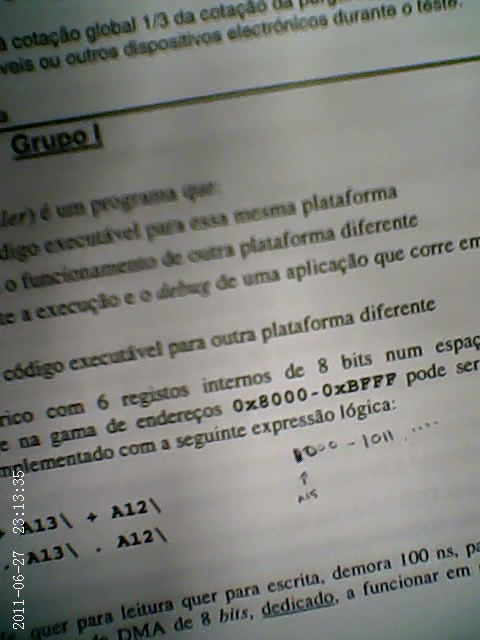 à cotação global 1/3 da cotação da
veis ou outros dispositivos electrónicos durante o teste.
a
Grupo I
ler) é um programa que:
digo executável para essa mesma plataforma
o funcionamento de outra plataforma diferente
te a execução e o debug de uma aplicação que corre em
código executável para outra plataforma diferente
rico com 6 registos internos de 8 bits num espaç
e na gama de endereços 0x8000-0xBFFF pode ser
mplementado com a seguinte expressão lógica:
1000 - 1011 ....
↑
A15
+ A13\ + A12\
. A13\ . A12\
quer para leitura quer para escrita, demora 100 ns, pa
DMA de 8 bits, dedicado, a funcionar em
2011-06-27 23:13:35